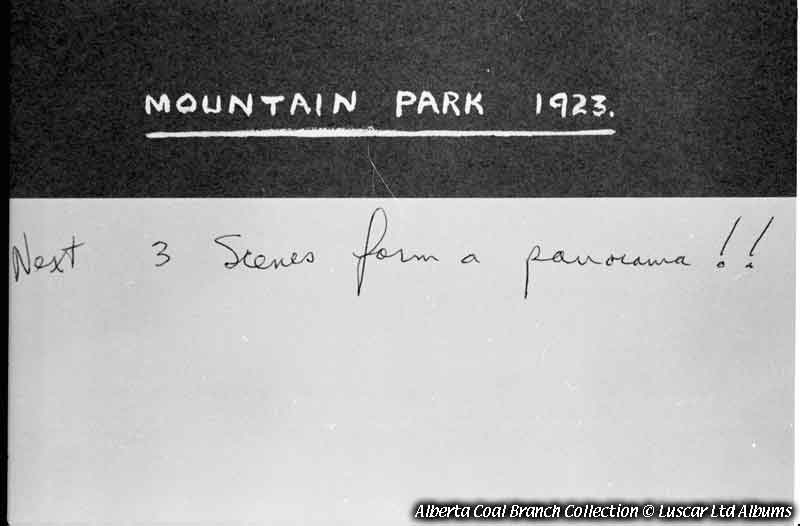 MOUNTAIN PARK 1923.
Next 3 Scenes form a panorama!!
Alberta Coal Branch Collection © Luscar Ltd Albums